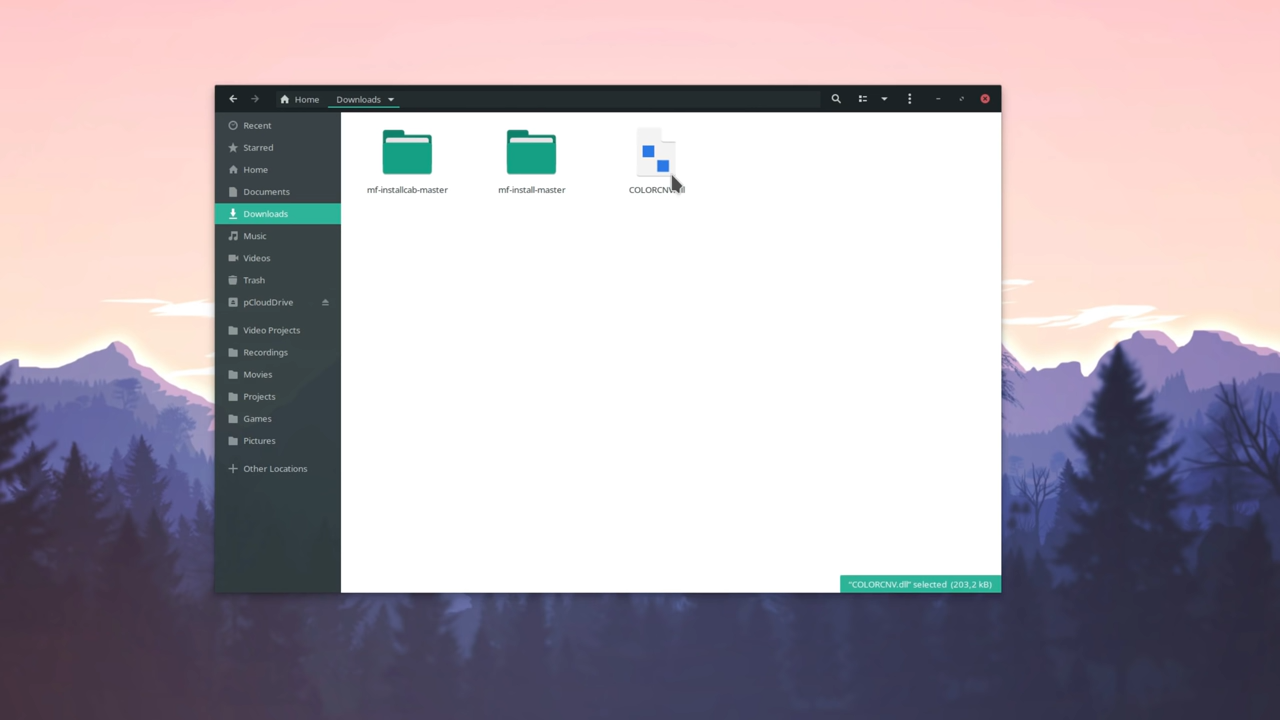 Home
Downloads
Recent
Starred
Home
Documents
Downloads
Music
Videos
Trash
pCloudDrive
Video Projects
Recordings
Movies
Projects
Games
Pictures
Other Locations
mf-installcab-master
mf-install-master
COLORCNV.dll
“COLORCNV.dll” selected (203,2 kB)